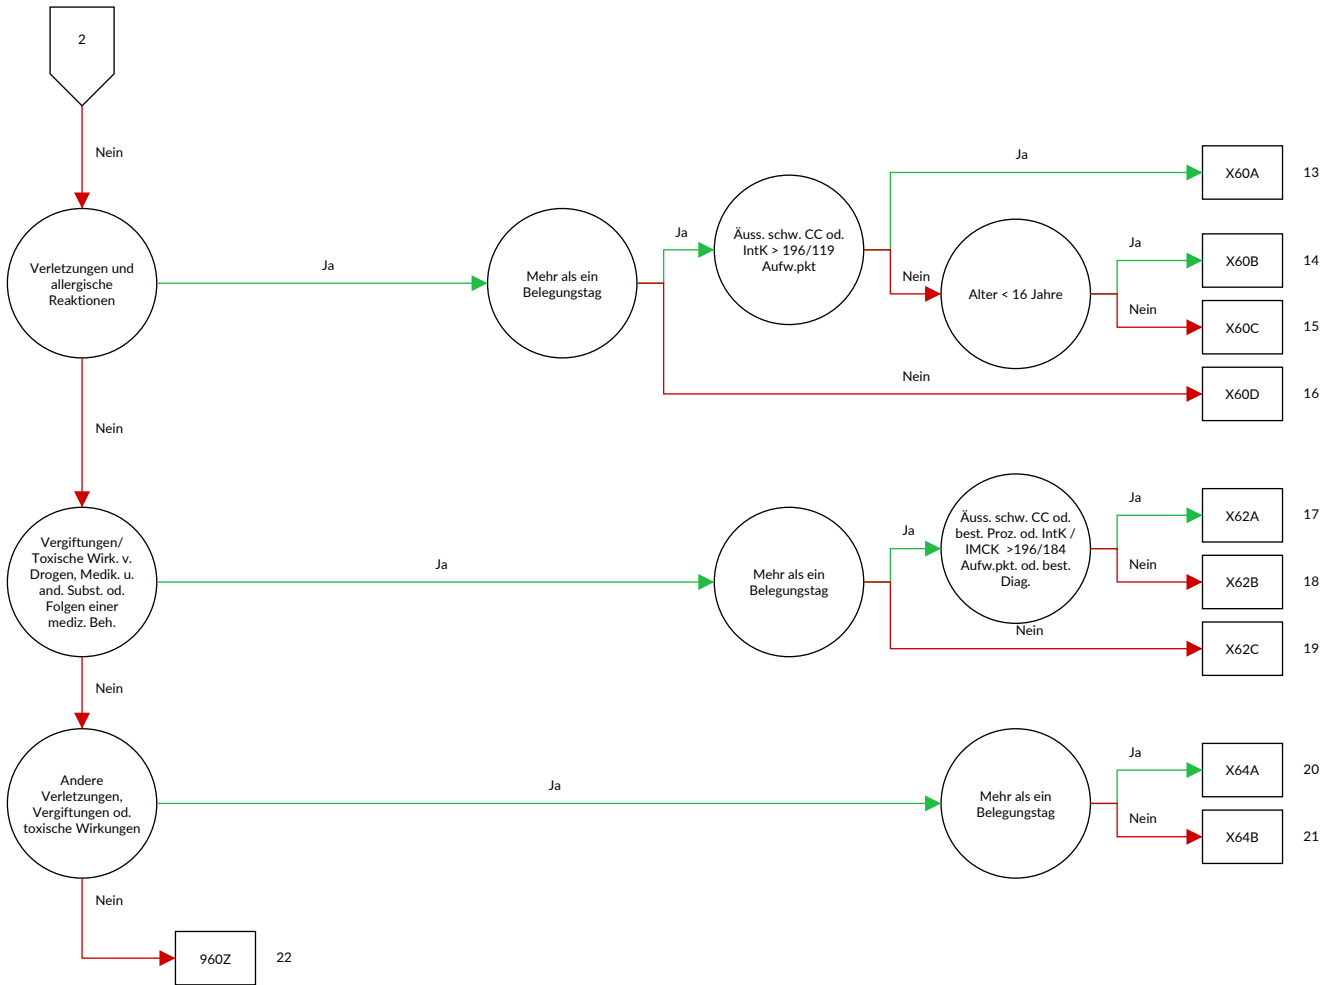 2
Nein
Verletzungen und
allergische
Reaktionen
Ja
Mehr als ein
Belegungstag
Ja
Äuss. schw. CC od.
IntK > 196/119
Aufw.pkt
Ja
X60A
13
Nein
Alter < 16 Jahre
Ja
X60B
14
Nein
X60C
15
Nein
X60D
16
Nein
Vergiftungen/
Toxische Wirk. v.
Drogen, Medik. u.
and. Subst. od.
Folgen einer
mediz. Beh.
Ja
Mehr als ein
Belegungstag
Ja
Äuss. schw. CC od.
best. Proz. od. IntK /
IMCK >196/184
Aufw.pkt. od. best.
Diag.
Ja
X62A
17
Nein
X62B
18
Nein
X62C
19
Nein
Andere
Verletzungen,
Vergiftungen od.
toxische Wirkungen
Ja
Mehr als ein
Belegungstag
Ja
X64A
20
Nein
X64B
21
Nein
960Z
22